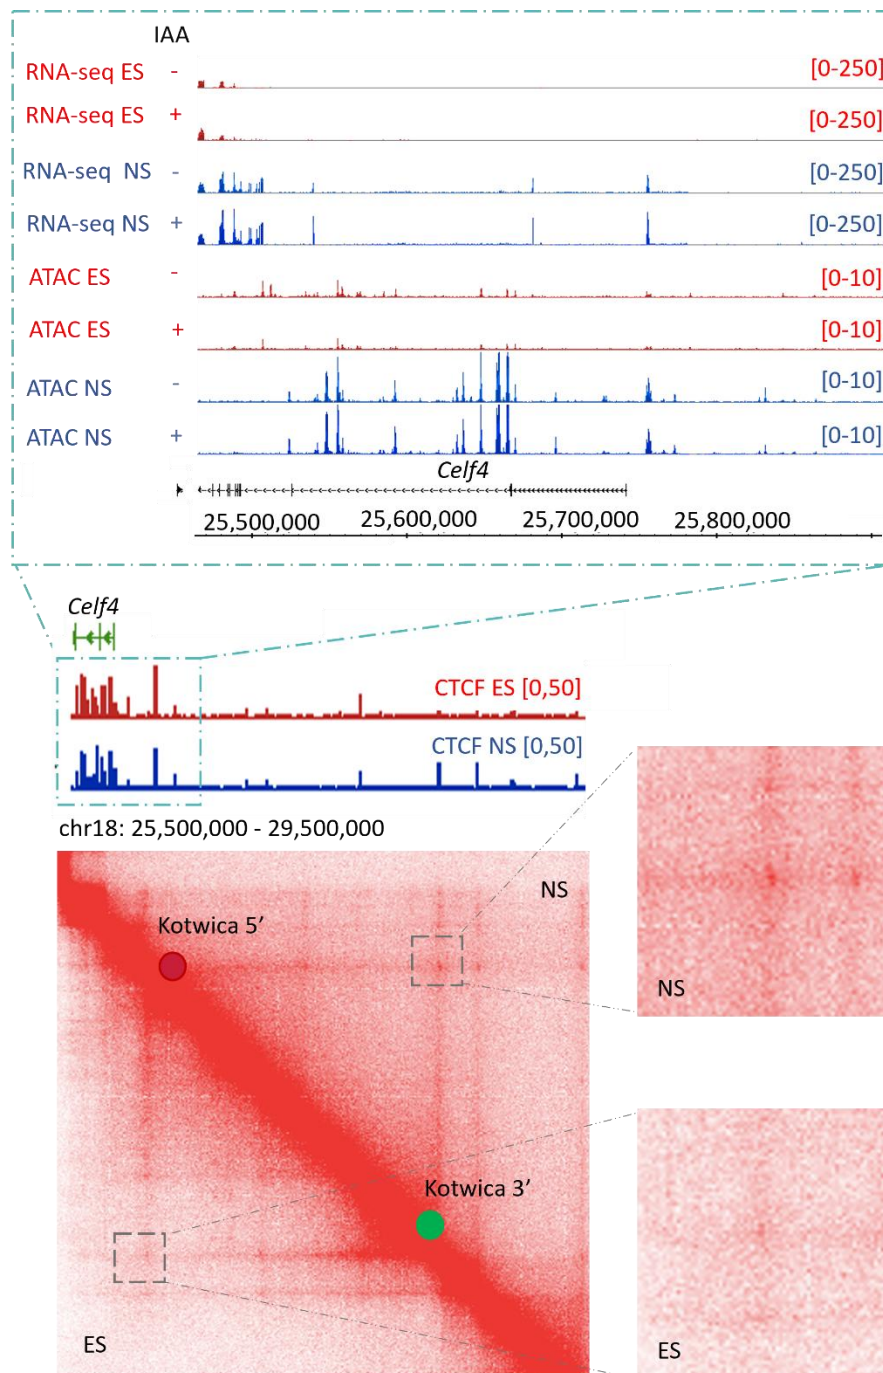 IAA
RNA-seq ES - [0-250]
RNA-seq ES + [0-250]
RNA-seq NS - [0-250]
RNA-seq NS + [0-250]
ATAC ES - [0-10]
ATAC ES + [0-10]
ATAC NS - [0-10]
ATAC NS + [0-10]
Celf4
25,500,000 25,600,000 25,700,000 25,800,000
Celf4
CTCF ES [0,50]
CTCF NS [0,50]
chr18: 25,500,000 - 29,500,000
NS
Kotwica 5′
NS
Kotwica 3′
ES
ES